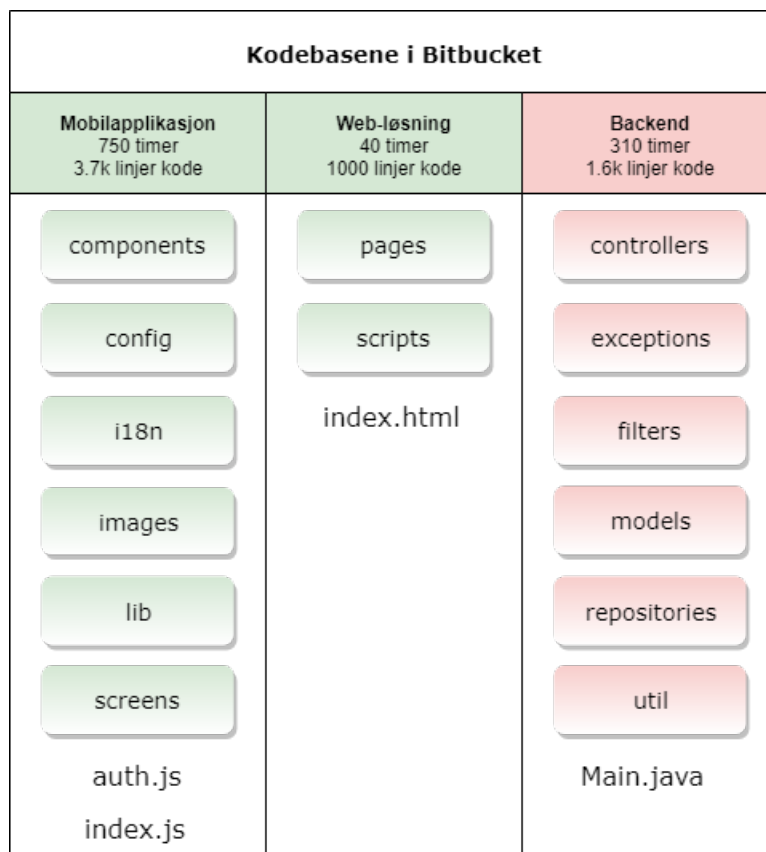 Kodebasene i Bitbucket
Mobilapplikasjon
750 timer
3.7k linjer kode
components
config
i18n
images
lib
screens
auth.js
index.js
Web-løsning
40 timer
1000 linjer kode
pages
scripts
index.html
Backend
310 timer
1.6k linjer kode
controllers
exceptions
filters
models
repositories
util
Main.java